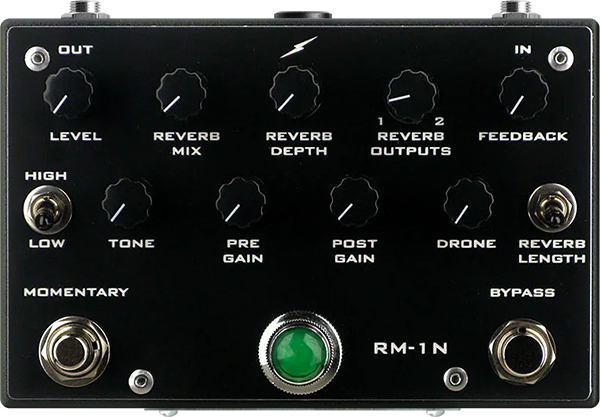 OUT
IN
LEVEL
REVERB
MIX
REVERB
DEPTH
1 2
REVERB
OUTPUTS
FEEDBACK
HIGH
LOW
TONE
PRE
GAIN
POST
GAIN
DRONE
REVERB
LENGTH
MOMENTARY
BYPASS
RM-1N